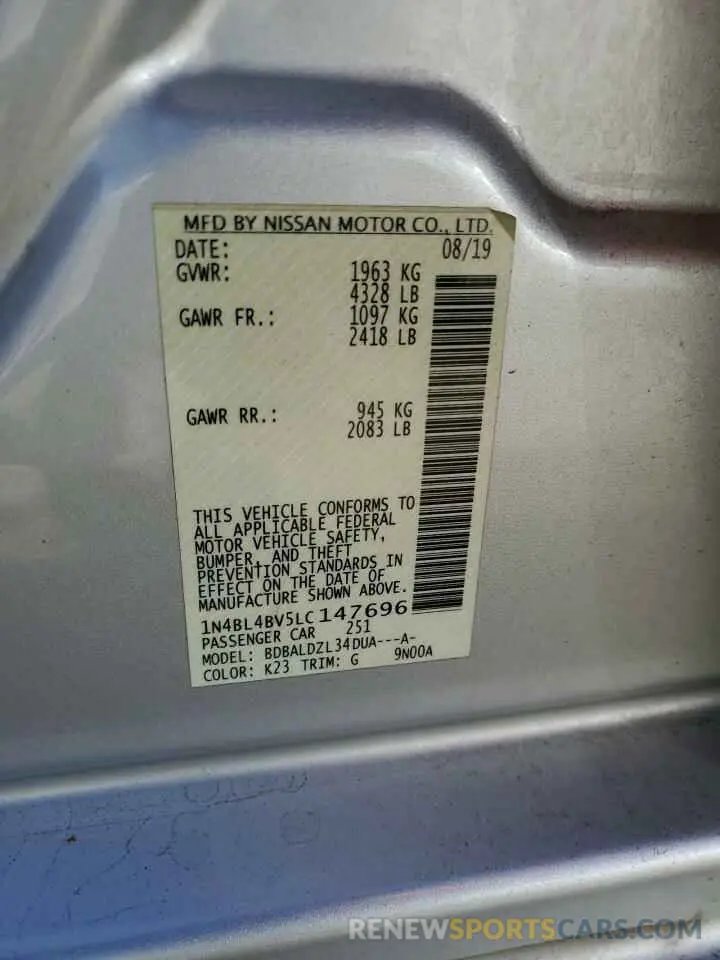 MFD BY NISSAN MOTOR CO., LTD.
DATE: 08/19
GVWR: 1963 KG
4328 LB
GAWR FR.: 1097 KG
2418 LB
GAWR RR.: 945 KG
2083 LB
THIS VEHICLE CONFORMS TO
ALL APPLICABLE FEDERAL
MOTOR VEHICLE SAFETY,
BUMPER, AND THEFT
PREVENTION STANDARDS IN
EFFECT ON THE DATE OF
MANUFACTURE SHOWN ABOVE.
1N4BL4BV5LC147696
PASSENGER CAR 251
MODEL: BDBALDZL34DUA---A-
COLOR: K23 TRIM: G 9N00A
RENEWSPORTSCARS.COM